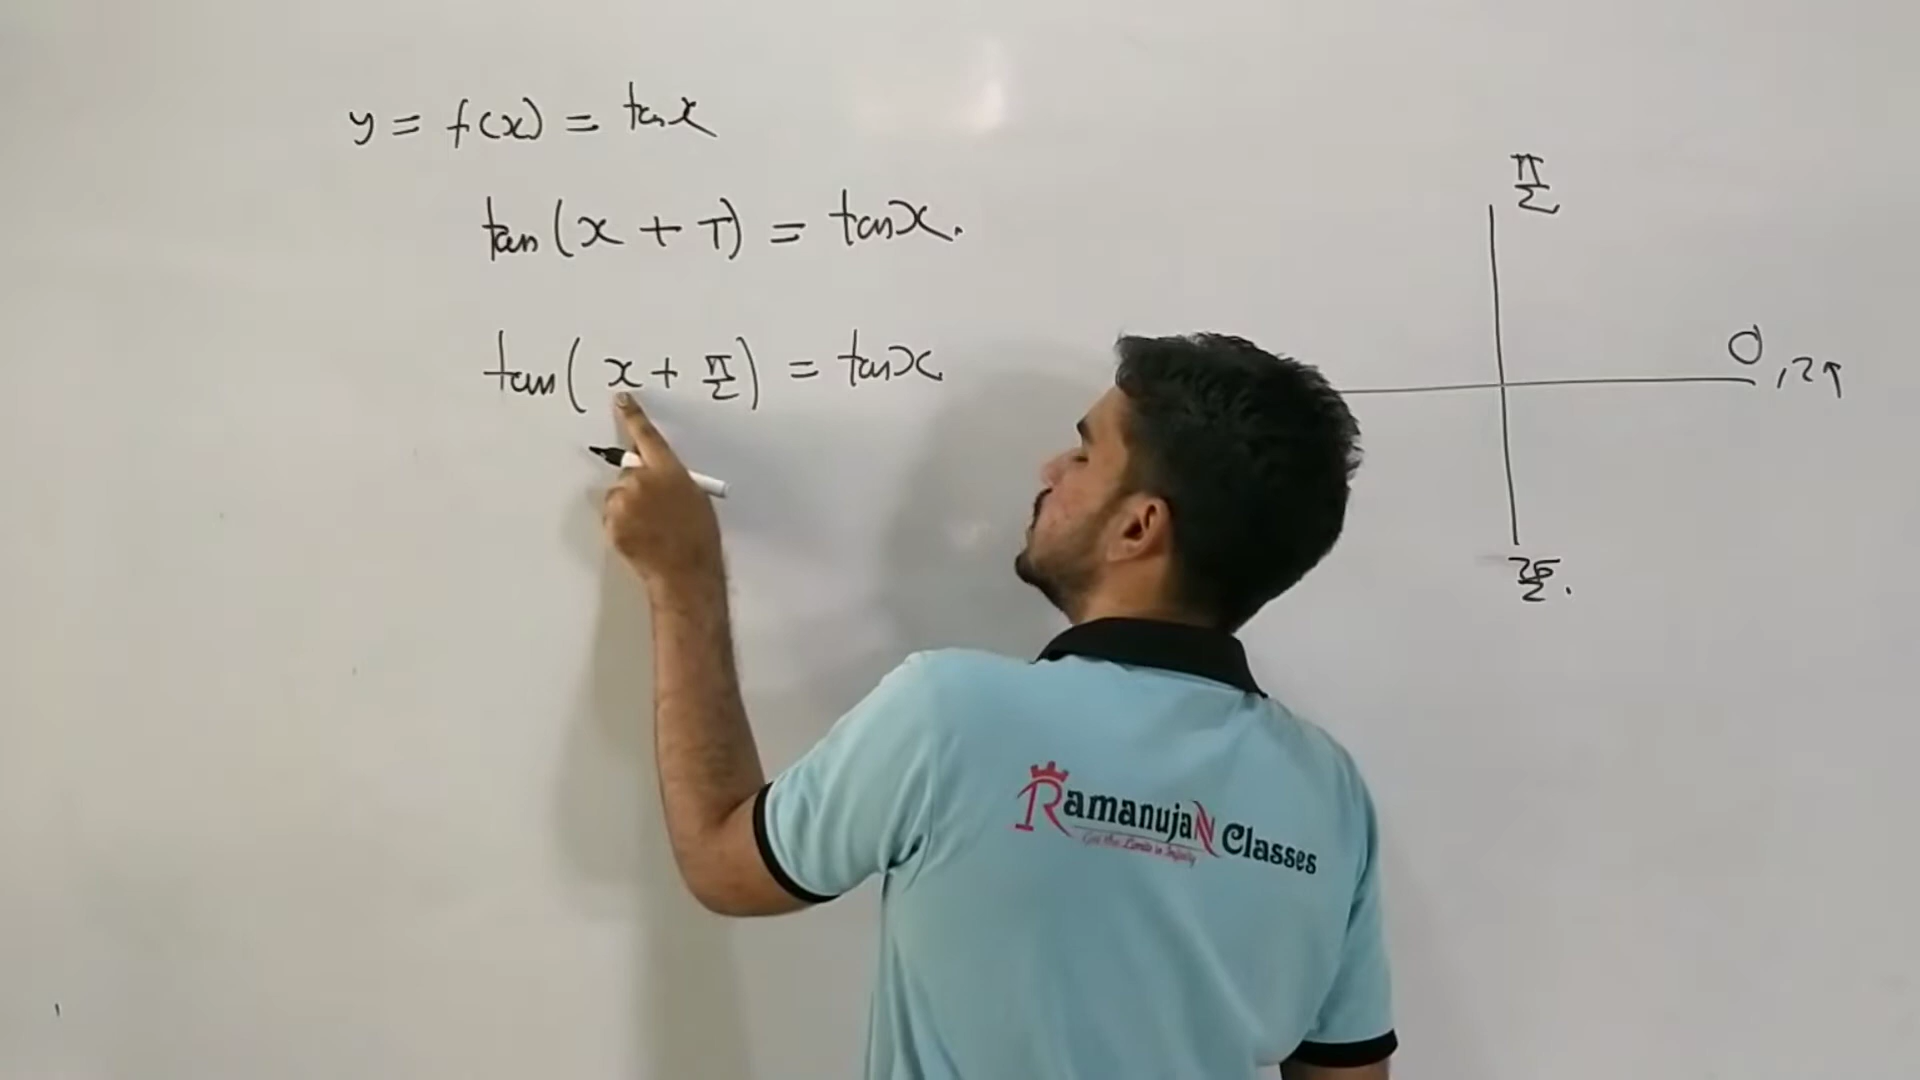 y = f(x) = tan x
tan(x + T) = tan x.
tan(x + π/2) = tan x
π/2
0, 2π
3π/2.
Ramanujan Classes